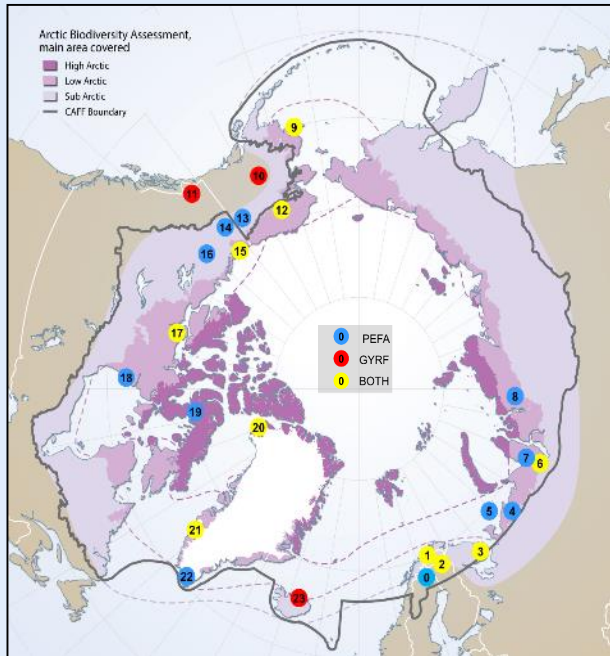 Arctic Biodiversity Assessment,
main area covered
High Arctic
Low Arctic
Sub Arctic
CAFF Boundary
9
10
11
12
13
14
15
16
17
0 PEFA
0 GYRF
0 BOTH
18
8
19
20
7
6
5
4
21
3
1
2
0
22
23